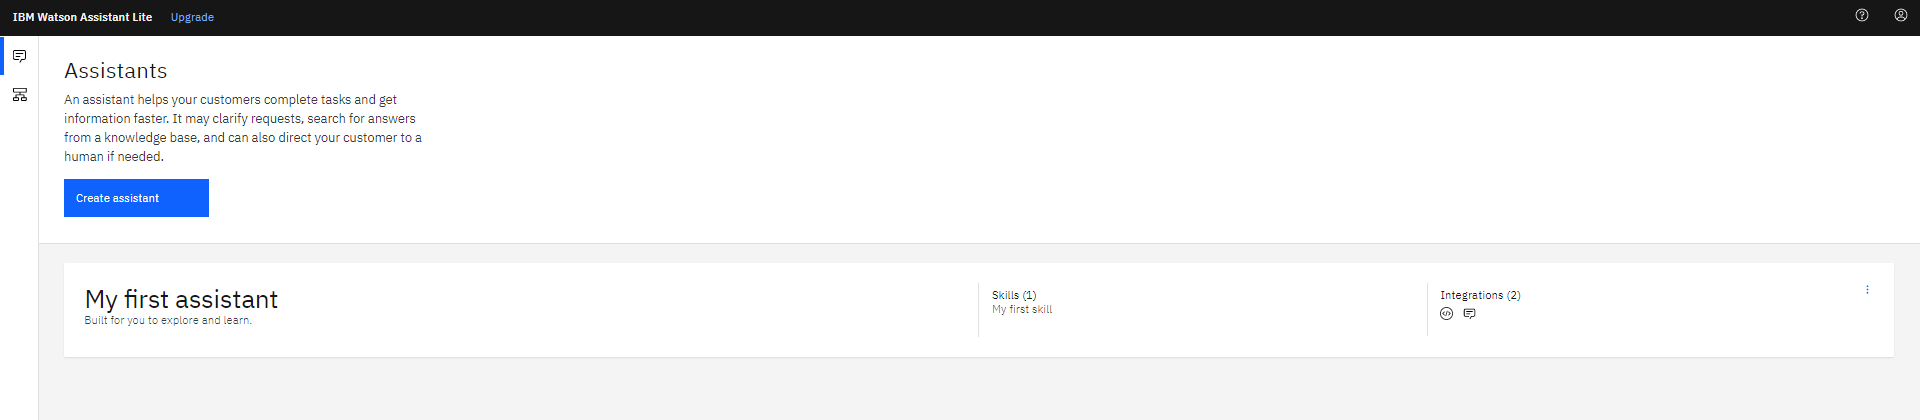 IBM Watson Assistant Lite Upgrade
Assistants
An assistant helps your customers complete tasks and get
information faster. It may clarify requests, search for answers
from a knowledge base, and can also direct your customer to a
human if needed.
Create assistant
My first assistant
Built for you to explore and learn.
Skills (1)
My first skill
Integrations (2)